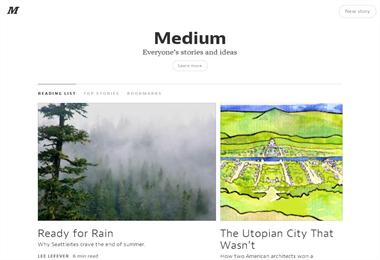 M
New story
Medium
Everyone's stories and ideas
Learn more
READING LIST TOP STORIES BOOKMARKS
Ready for Rain
Why Seattleites crave the end of summer.
LEE LEFEVER 6 min read
The Utopian City That
Wasn't
How two American architects won a